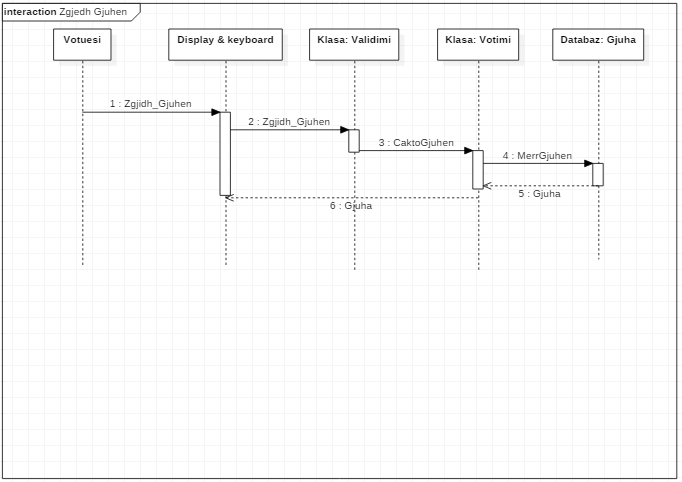 interaction Zgjedh Gjuhen
Votuesi
Display & keyboard
Klasa: Validimi
Klasa: Votimi
Databaz: Gjuha
1 : Zgjidh_Gjuhen
2 : Zgjidh_Gjuhen
3 : CaktoGjuhen
4 : MerrGjuhen
5 : Gjuha
6 : Gjuha